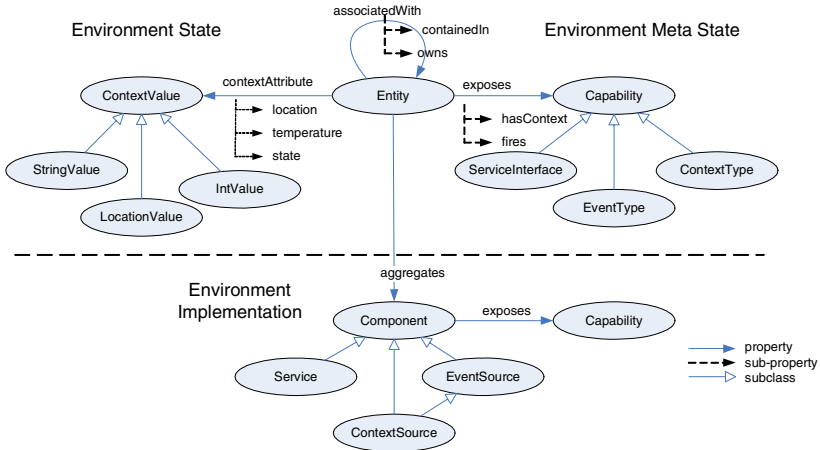 associatedWith
Environment State
containedIn
Environment Meta State
owns
contextAttribute
exposes
ContextValue
Entity
Capability
location
hasContext
temperature
fires
state
StringValue
IntValue
ServiceInterface
ContextType
LocationValue
EventType
aggregates
Environment
Implementation
exposes
Component
Capability
property
sub-property
subclass
Service
EventSource
ContextSource